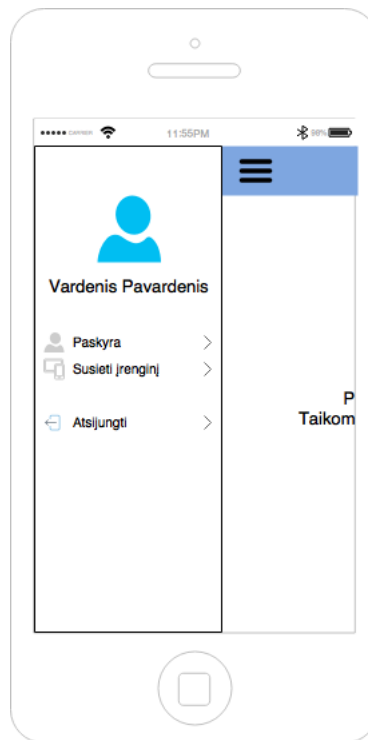 CARRIER 11:55PM 98%
Vardenis Pavardenis
Paskyra
Susieti įrenginį
Atsijungti
P
Taikom